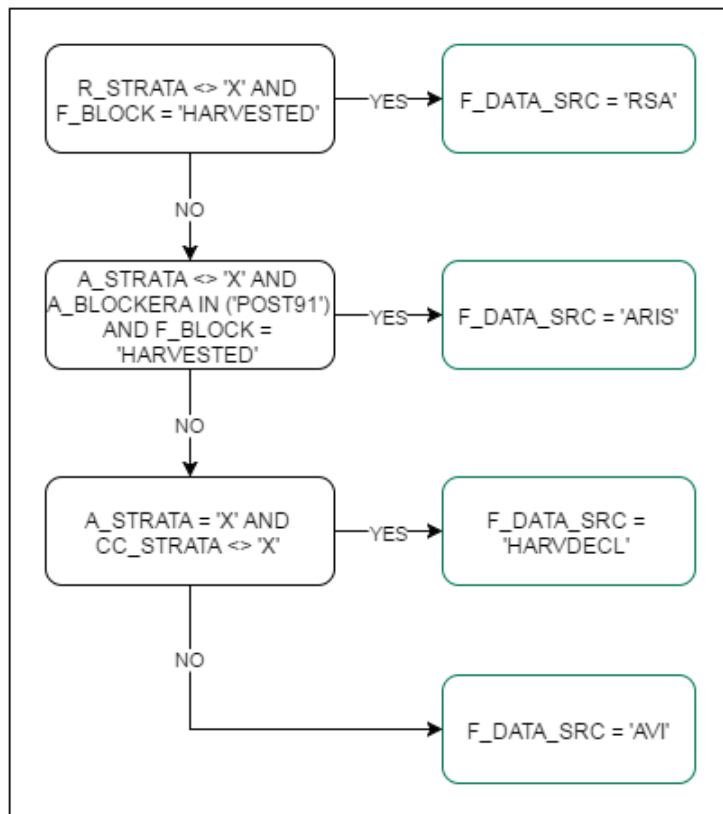 R_STRATA <> 'X' AND
F_BLOCK = 'HARVESTED'
YES
F_DATA_SRC = 'RSA'
NO
A_STRATA <> 'X' AND
A_BLOCKERA IN ('POST91')
AND F_BLOCK =
'HARVESTED'
YES
F_DATA_SRC = 'ARIS'
NO
A_STRATA = 'X' AND
CC_STRATA <> 'X'
YES
F_DATA_SRC =
'HARVDECL'
NO
F_DATA_SRC = 'AVI'